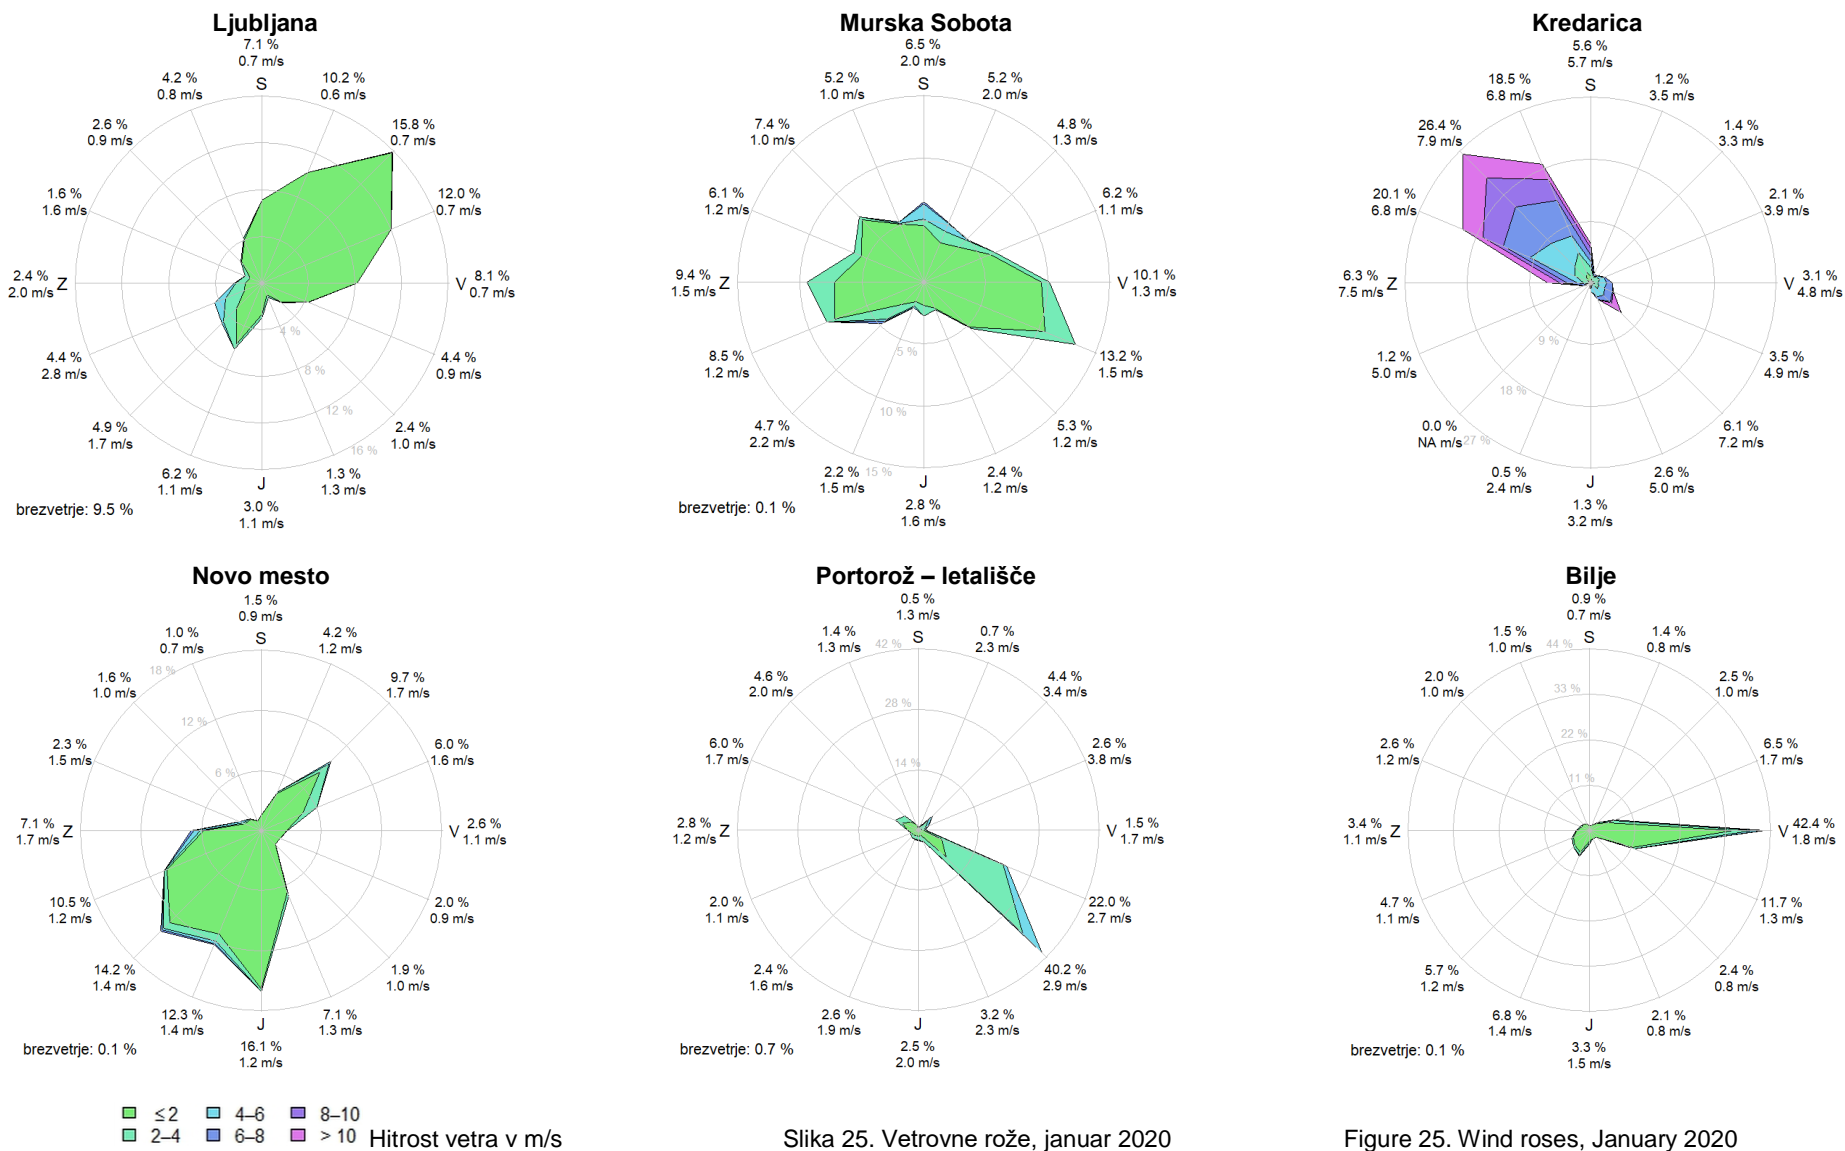 Ljubljana
7.1 %
0.7 m/s
S
10.2 %
0.6 m/s
15.8 %
0.7 m/s
12.0 %
0.7 m/s
V 8.1 %
0.7 m/s
4.4 %
0.9 m/s
2.4 %
1.0 m/s
1.3 %
1.3 m/s
J
3.0 %
1.1 m/s
6.2 %
1.1 m/s
4.9 %
1.7 m/s
4.4 %
2.8 m/s
2.4 %
2.0 m/s Z
1.6 %
1.6 m/s
2.6 %
0.9 m/s
4.2 %
0.8 m/s
4 %
8 %
12 %
16 %
brezvetrje: 9.5 %
Murska Sobota
6.5 %
2.0 m/s
S
5.2 %
2.0 m/s
4.8 %
1.3 m/s
6.2 %
1.1 m/s
V 10.1 %
1.3 m/s
13.2 %
1.5 m/s
5.3 %
1.2 m/s
2.4 %
1.2 m/s
J
2.8 %
1.6 m/s
2.2 %
1.5 m/s
4.7 %
2.2 m/s
8.5 %
1.2 m/s
9.4 %
1.5 m/s Z
6.1 %
1.2 m/s
7.4 %
1.0 m/s
5.2 %
1.0 m/s
5 %
10 %
15 %
brezvetrje: 0.1 %
Kredarica
5.6 %
5.7 m/s
S
1.2 %
3.5 m/s
1.4 %
3.3 m/s
2.1 %
3.9 m/s
V 3.1 %
4.8 m/s
3.5 %
4.9 m/s
6.1 %
7.2 m/s
2.6 %
5.0 m/s
J
1.3 %
3.2 m/s
0.5 %
2.4 m/s
0.0 %
NA m/s
1.2 %
5.0 m/s
6.3 %
7.5 m/s Z
20.1 %
6.8 m/s
26.4 %
7.9 m/s
18.5 %
6.8 m/s
9 %
18 %
27 %
Novo mesto
1.5 %
0.9 m/s
S
4.2 %
1.2 m/s
9.7 %
1.7 m/s
6.0 %
1.6 m/s
V 2.6 %
1.1 m/s
2.0 %
0.9 m/s
1.9 %
1.0 m/s
7.1 %
1.3 m/s
J
16.1 %
1.2 m/s
12.3 %
1.4 m/s
14.2 %
1.4 m/s
10.5 %
1.2 m/s
7.1 %
1.7 m/s Z
2.3 %
1.5 m/s
1.6 %
1.0 m/s
1.0 %
0.7 m/s
18 %
12 %
6 %
brezvetrje: 0.1 %
Portorož – letališče
0.5 %
1.3 m/s
S
0.7 %
2.3 m/s
4.4 %
3.4 m/s
2.6 %
3.8 m/s
V 1.5 %
1.7 m/s
22.0 %
2.7 m/s
40.2 %
2.9 m/s
3.2 %
2.3 m/s
J
2.5 %
2.0 m/s
2.6 %
1.9 m/s
2.4 %
1.6 m/s
2.0 %
1.1 m/s
2.8 %
1.2 m/s Z
6.0 %
1.7 m/s
4.6 %
2.0 m/s
1.4 %
1.3 m/s
42 %
28 %
14 %
brezvetrje: 0.7 %
Bilje
0.9 %
0.7 m/s
S
1.4 %
0.8 m/s
2.5 %
1.0 m/s
6.5 %
1.7 m/s
V 42.4 %
1.8 m/s
11.7 %
1.3 m/s
2.4 %
0.8 m/s
2.1 %
0.8 m/s
J
3.3 %
1.5 m/s
6.8 %
1.4 m/s
5.7 %
1.2 m/s
4.7 %
1.1 m/s
3.4 %
1.1 m/s Z
2.6 %
1.2 m/s
2.0 %
1.0 m/s
1.5 %
1.0 m/s
44 %
33 %
22 %
11 %
brezvetrje: 0.1 %
≤2 4–6 8–10
2–4 6–8 > 10 Hitrost vetra v m/s
Slika 25. Vetrovne rože, januar 2020
Figure 25. Wind roses, January 2020